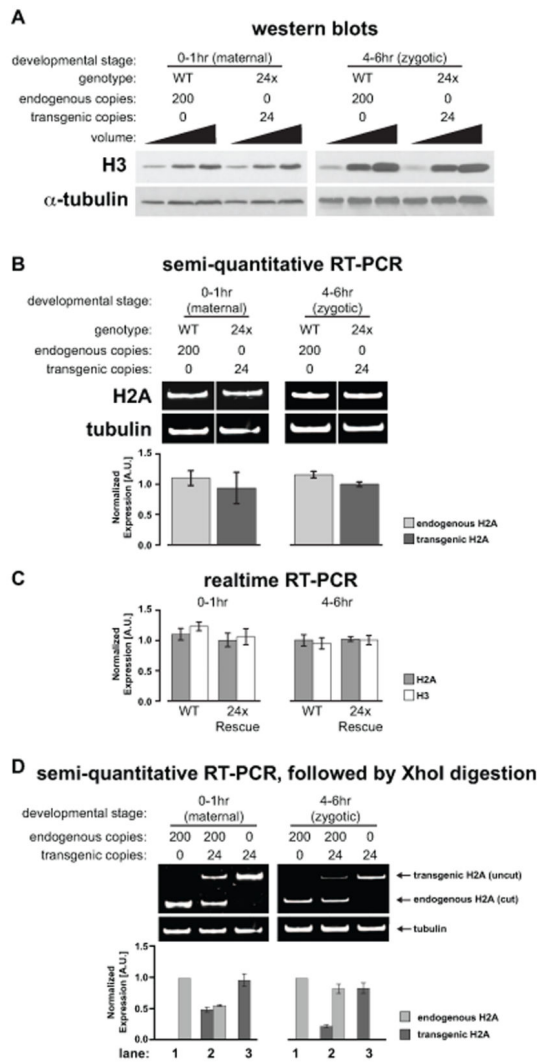 A
western blots
developmental stage: 0-1hr (maternal) 4-6hr (zygotic)
genotype: WT 24x WT 24x
endogenous copies: 200 0 200 0
transgenic copies: 0 24 0 24
volume:
H3
α-tubulin
B
semi-quantitative RT-PCR
developmental stage: 0-1hr (maternal) 4-6hr (zygotic)
genotype: WT 24x WT 24x
endogenous copies: 200 0 200 0
transgenic copies: 0 24 0 24
H2A
tubulin
Normalized Expression [A.U.]
1.5
1.0
0.5
0.0
endogenous H2A
transgenic H2A
C
realtime RT-PCR
0-1hr 4-6hr
Normalized Expression [A.U.]
1.5
1.0
0.5
0.0
H2A
H3
WT 24x WT 24x
Rescue Rescue
D
semi-quantitative RT-PCR, followed by XhoI digestion
developmental stage: 0-1hr (maternal) 4-6hr (zygotic)
endogenous copies: 200 200 0 200 200 0
transgenic copies: 0 24 24 0 24 24
transgenic H2A (uncut)
endogenous H2A (cut)
tubulin
Normalized Expression [A.U.]
1.5
1.0
0.5
0.0
endogenous H2A
transgenic H2A
lane: 1 2 3 1 2 3